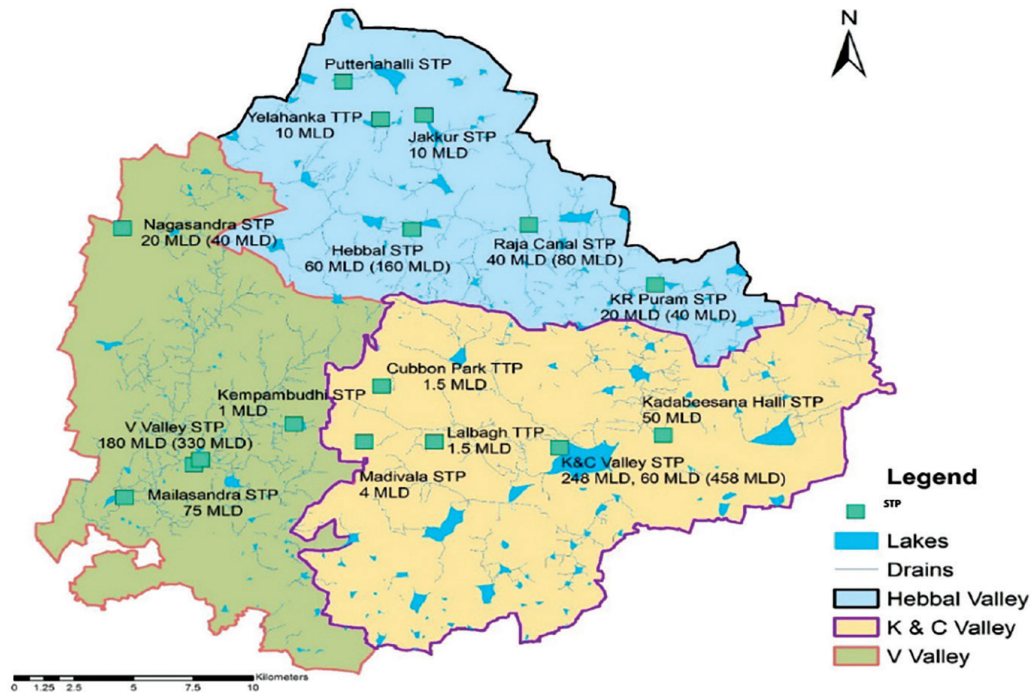 N
Puttenahalli STP
Yelahanka TTP
10 MLD
Jakkur STP
10 MLD
Nagasandra STP
20 MLD (40 MLD)
Hebbal STP
60 MLD (160 MLD)
Raja Canal STP
40 MLD (80 MLD)
KR Puram STP
20 MLD (40 MLD)
Cubbon Park TTP
1.5 MLD
Kempambudhi STP
1 MLD
Kadabeesana Halli STP
50 MLD
V Valley STP
180 MLD (330 MLD)
Lalbagh TTP
1.5 MLD
K&C Valley STP
248 MLD, 60 MLD (458 MLD)
Madivala STP
4 MLD
Mailasandra STP
75 MLD
Legend
STP
Lakes
Drains
Hebbal Valley
K & C Valley
V Valley
Kilometers
0 1.25 2.5 5 7.5 10